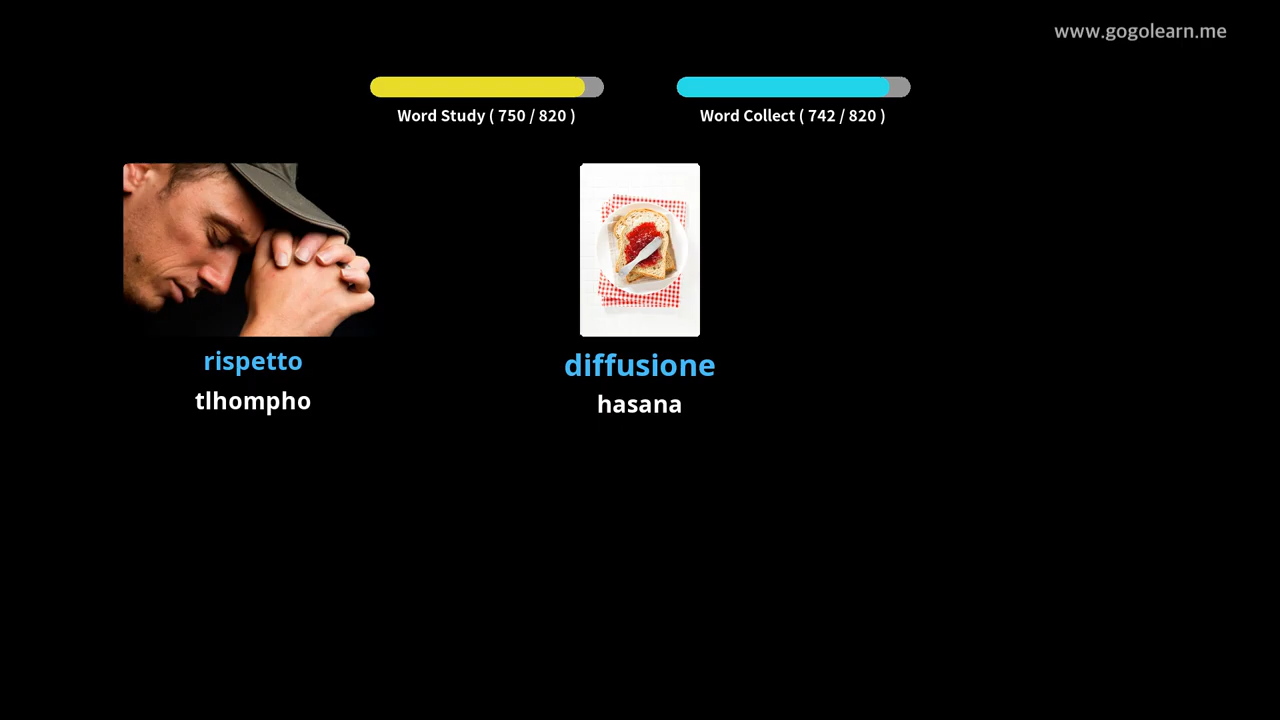 www.gogolearn.me
Word Study ( 750 / 820 )
Word Collect ( 742 / 820 )
rispetto
tlhompho
diffusione
hasana